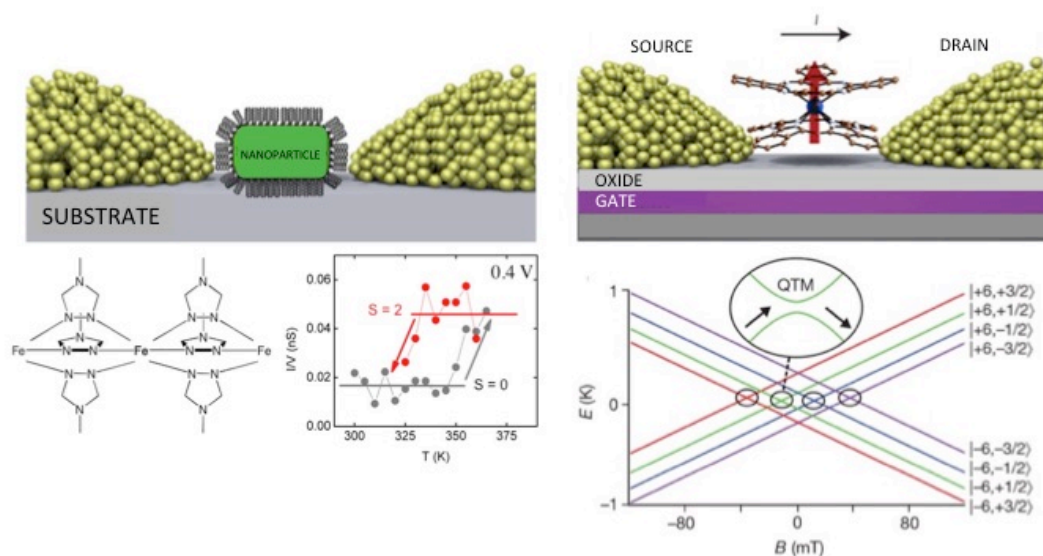 NANOPARTICLE
SUBSTRATE
I
SOURCE
DRAIN
OXIDE
GATE
N
N
N N
N
N
N N
Fe
N N
Fe
N N
Fe
N N
N
N N
N
0.4 V
S = 2
S = 0
0.06
0.04
0.02
0.00
I/V (nS)
300
325
350
375
T (K)
QTM
1
0
−1
E (K)
−80
0
80
B (mT)
|+6,+3/2⟩
|+6,+1/2⟩
|+6,-1/2⟩
|+6,-3/2⟩
|−6,−3/2⟩
|−6,−1/2⟩
|−6,+1/2⟩
|−6,+3/2⟩